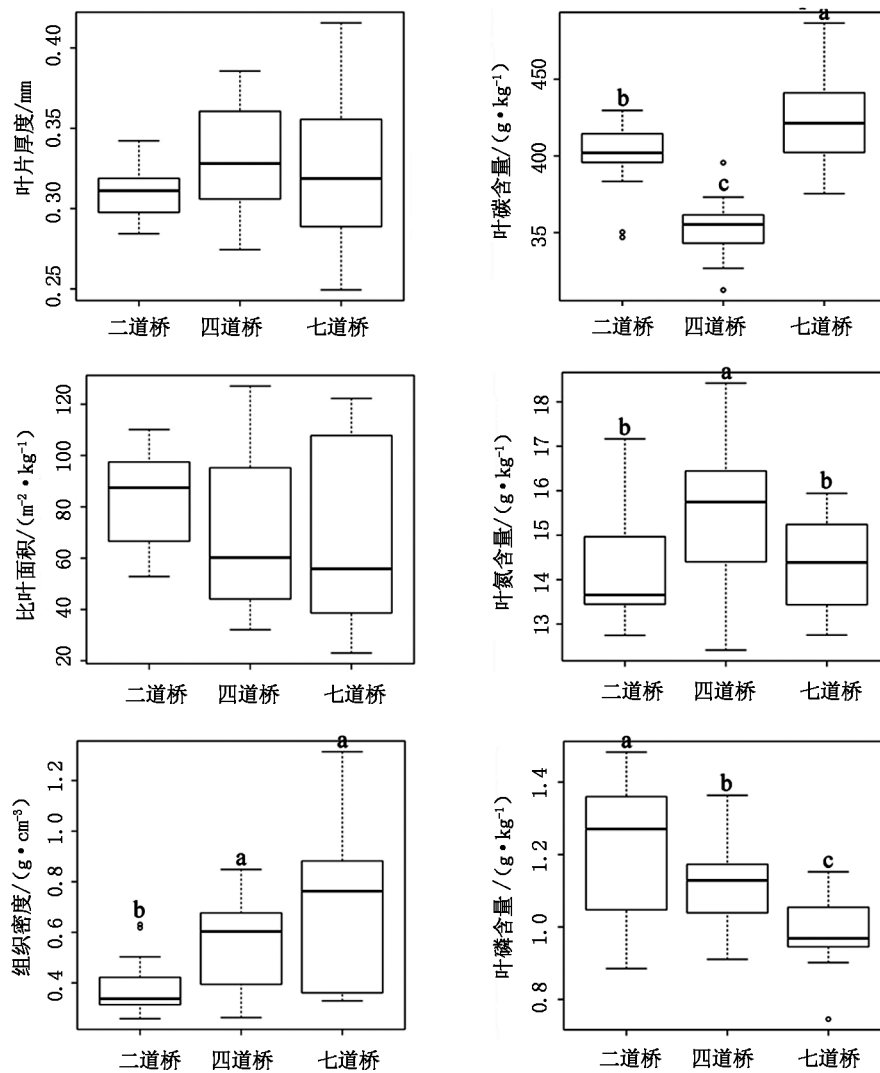 叶片厚度/mm
0.40
0.35
0.30
0.25
二道桥 四道桥 七道桥
叶碳含量/(g·kg⁻¹)
450
400
35
b
c
a
二道桥 四道桥 七道桥
比叶面积/(m⁻²·kg⁻¹)
120
100
80
60
40
20
二道桥 四道桥 七道桥
叶氮含量/(g·kg⁻¹)
18
17
16
15
14
13
b
a
b
二道桥 四道桥 七道桥
组织密度/(g·cm⁻³)
1.2
1.0
0.8
0.6
0.4
b
a
a
二道桥 四道桥 七道桥
叶磷含量/(g·kg⁻¹)
1.4
1.2
1.0
0.8
a
b
c
二道桥 四道桥 七道桥